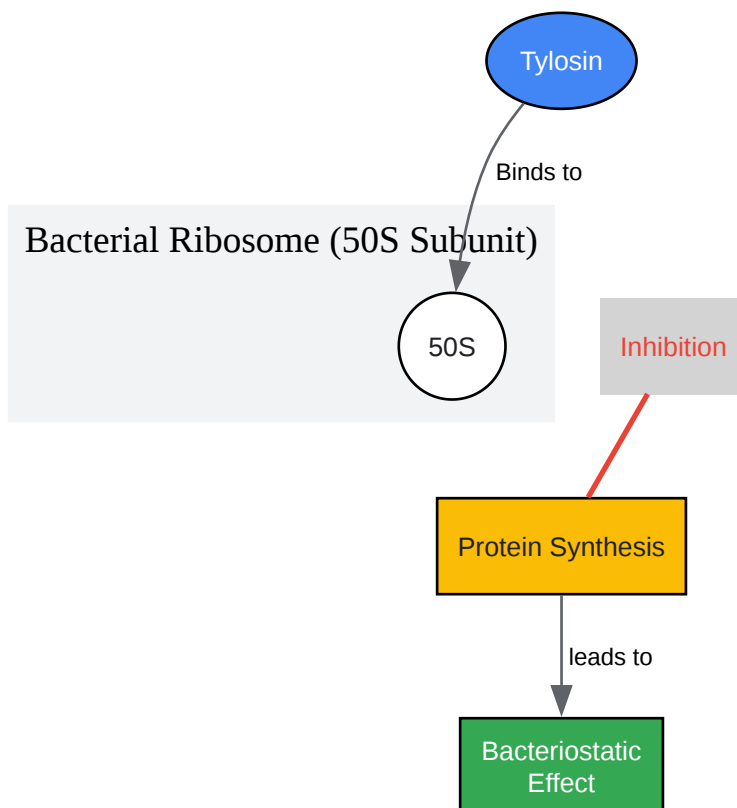 Tylosin
Binds to
Bacterial Ribosome (50S Subunit)
50S
Inhibition
Protein Synthesis
leads to
Bacteriostatic
Effect